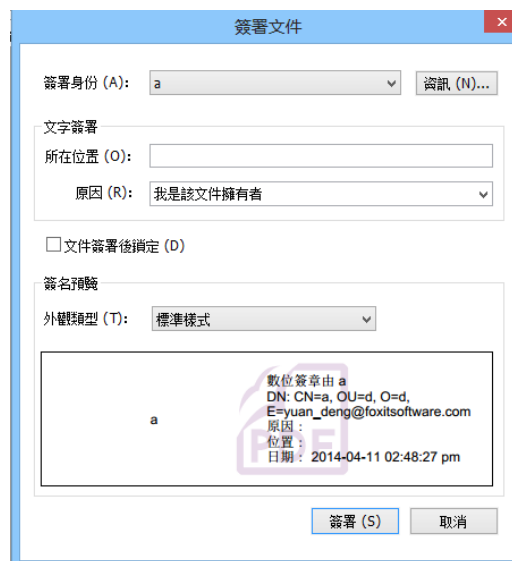 簽署文件
簽署身份 (A): a 資訊 (N)...
文字簽署
所在位置 (O):
原因 (R): 我是該文件擁有者
文件簽署後鎖定 (D)
簽名預覽
外觀類型 (T): 標準樣式
a
數位簽章由 a
DN: CN=a, OU=d, O=d,
E=yuan_deng@foxitsoftware.com
原因：
位置：
日期： 2014-04-11 02:48:27 pm
PDF
簽署 (S) 取消